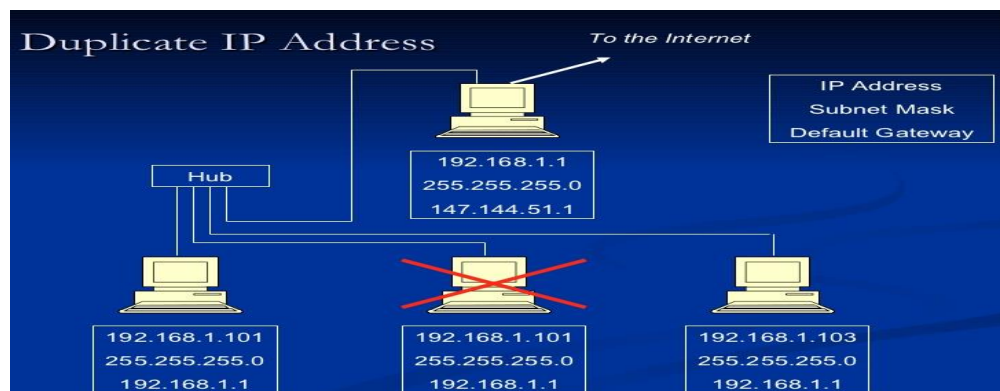 Duplicate IP Address
To the Internet
IP Address
Subnet Mask
Default Gateway
192.168.1.1
255.255.255.0
147.144.51.1
Hub
192.168.1.101
255.255.255.0
192.168.1.1
192.168.1.101
255.255.255.0
192.168.1.1
192.168.1.103
255.255.255.0
192.168.1.1